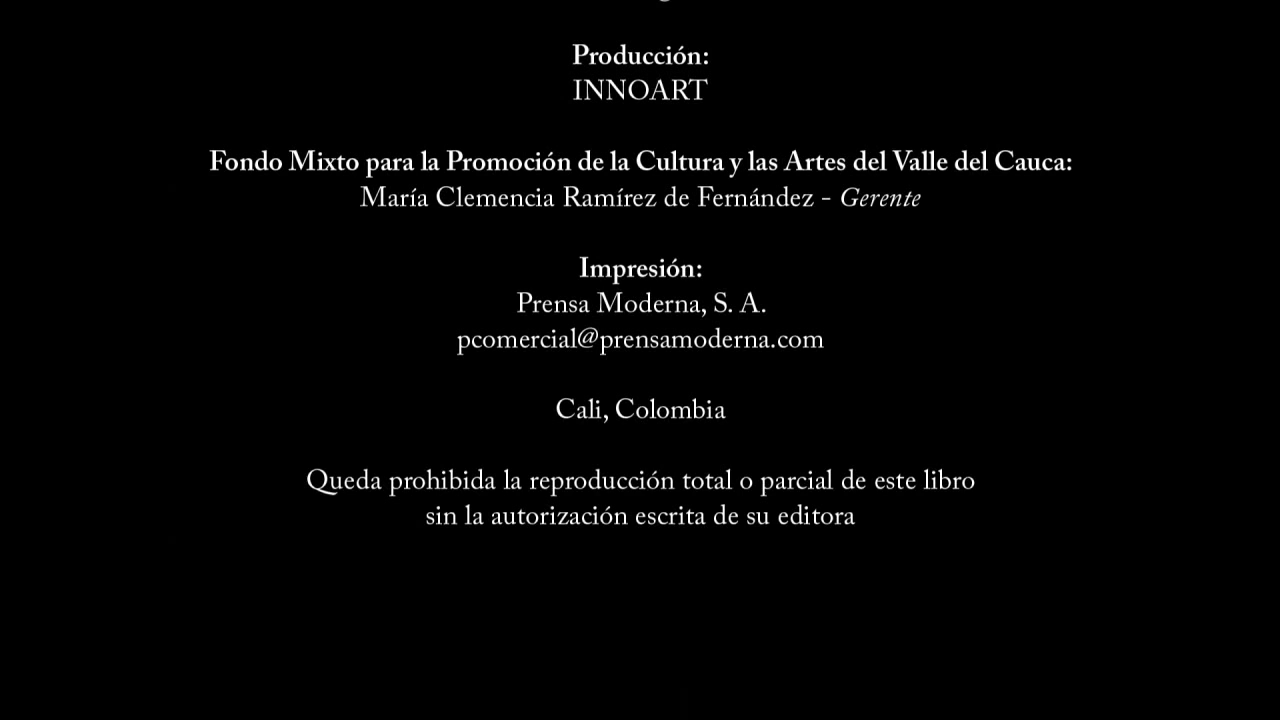 Producción:
INNOART
Fondo Mixto para la Promoción de la Cultura y las Artes del Valle del Cauca:
María Clemencia Ramírez de Fernández - Gerente
Impresión:
Prensa Moderna, S. A.
pcomercial@prensamoderna.com
Cali, Colombia
Queda prohibida la reproducción total o parcial de este libro
sin la autorización escrita de su editora